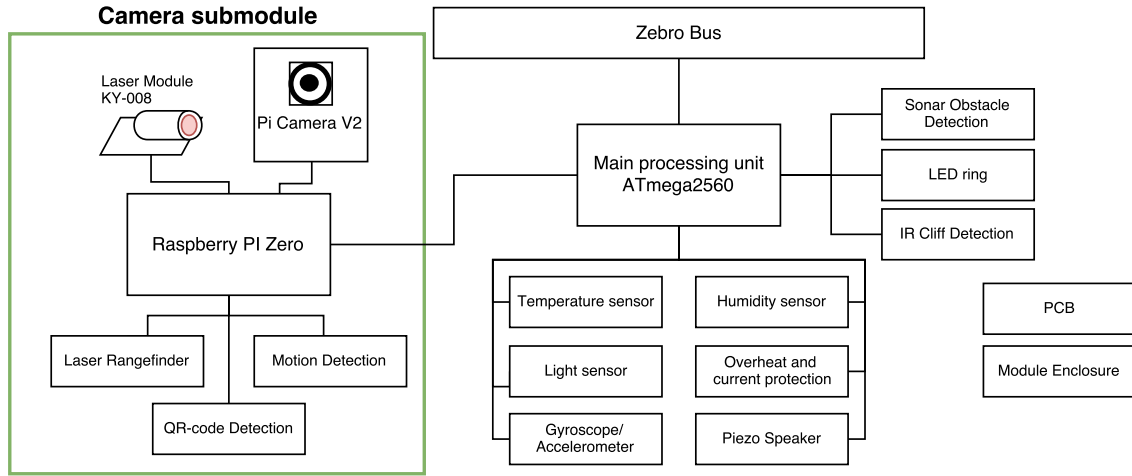 Camera submodule
Zebro Bus
Laser Module
KY-008
Pi Camera V2
Raspberry PI Zero
Laser Rangefinder
Motion Detection
QR-code Detection
Main processing unit
ATmega2560
Sonar Obstacle
Detection
LED ring
IR Cliff Detection
Temperature sensor
Humidity sensor
Light sensor
Overheat and
current protection
Gyroscope/
Accelerometer
Piezo Speaker
PCB
Module Enclosure